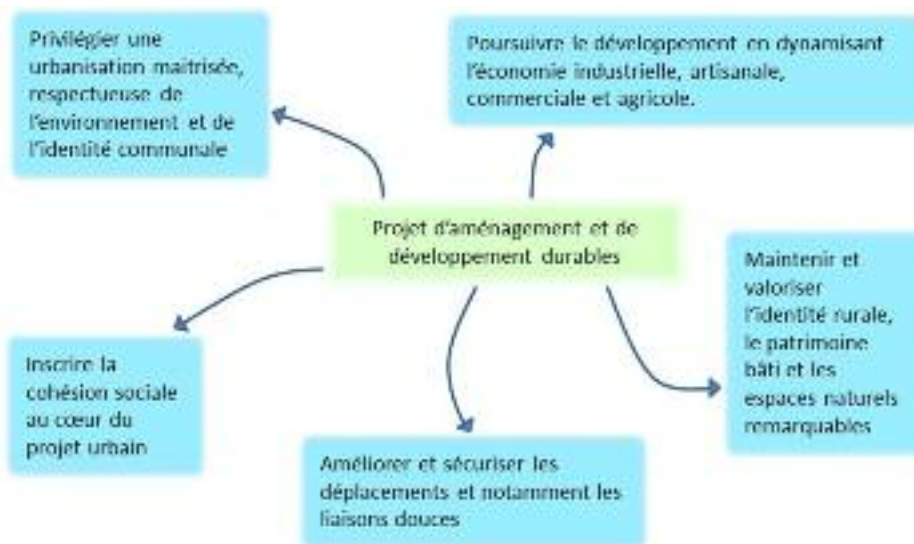 Privilégier une
urbanisation maitrisée,
respectueuse de
l'environnement et de
l'identité communale
Poursuivre le développement en dynamisant
l'économie industrielle, artisanale,
commerciale et agricole.
Projet d'aménagement et de
développement durables
Maintenir et
valoriser
l'identité rurale,
le patrimoine
bâti et les
espaces naturels
remarquables
Inscrire la
cohésion sociale
au cœur du
projet urbain
Améliorer et sécuriser les
déplacements et notamment les
liaisons douces